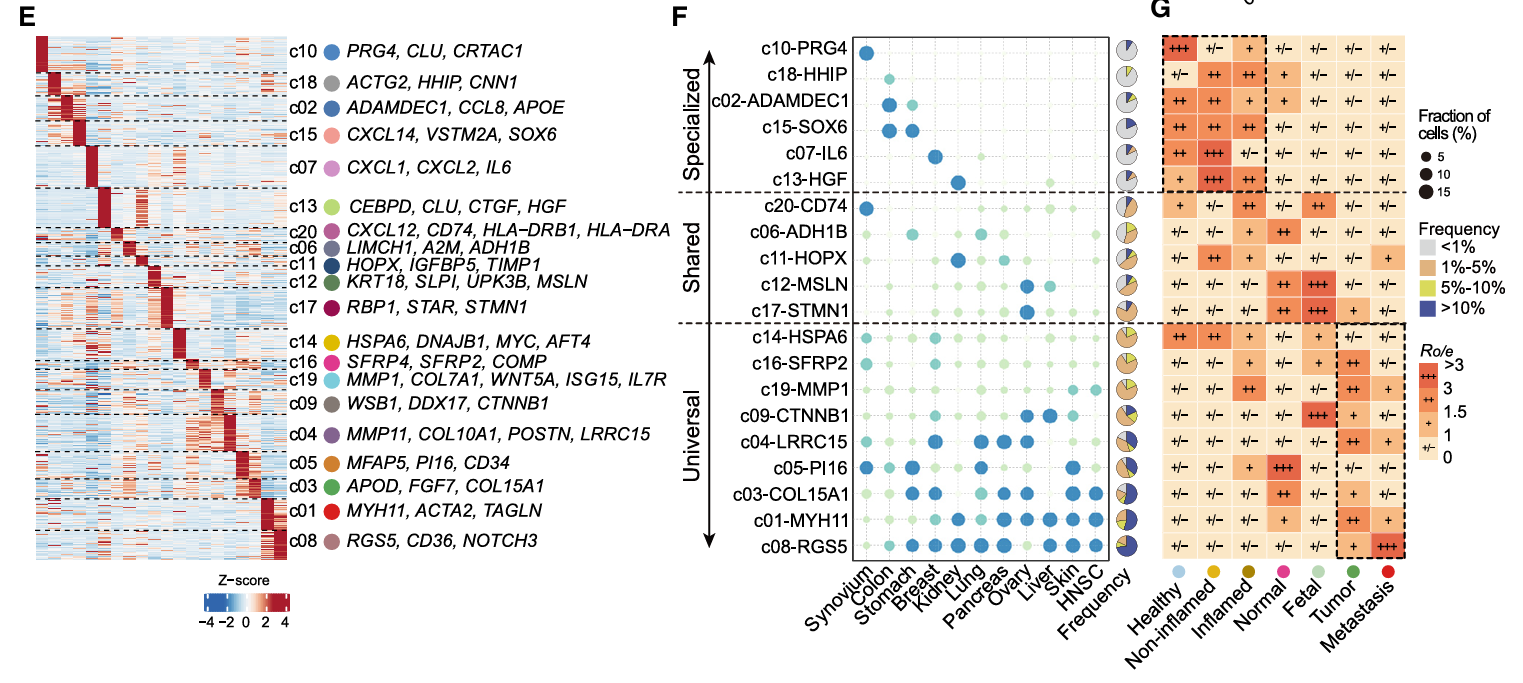 E
c10 PRG4, CLU, CRTAC1
c18 ACTG2, HHIP, CNN1
c02 ADAMDEC1, CCL8, APOE
c15 CXCL14, VSTM2A, SOX6
c07 CXCL1, CXCL2, IL6
c13 CEBPD, CLU, CTGF, HGF
c20 CXCL12, CD74, HLA−DRB1, HLA−DRA
c06 LIMCH1, A2M, ADH1B
c11 HOPX, IGFBP5, TIMP1
c12 KRT18, SLPI, UPK3B, MSLN
c17 RBP1, STAR, STMN1
c14 HSPA6, DNAJB1, MYC, AFT4
c16 SFRP4, SFRP2, COMP
c19 MMP1, COL7A1, WNT5A, ISG15, IL7R
c09 WSB1, DDX17, CTNNB1
c04 MMP11, COL10A1, POSTN, LRRC15
c05 MFAP5, PI16, CD34
c03 APOD, FGF7, COL15A1
c01 MYH11, ACTA2, TAGLN
c08 RGS5, CD36, NOTCH3
Z−score
−4 −2 0 2 4
F
Specialized
Shared
Universal
c10-PRG4
c18-HHIP
c02-ADAMDEC1
c15-SOX6
c07-IL6
c13-HGF
c20-CD74
c06-ADH1B
c11-HOPX
c12-MSLN
c17-STMN1
c14-HSPA6
c16-SFRP2
c19-MMP1
c09-CTNNB1
c04-LRRC15
c05-PI16
c03-COL15A1
c01-MYH11
c08-RGS5
Synovium
Colon
Stomach
Breast
Kidney
Lung
Pancreas
Ovary
Liver
Skin
HNSC
Frequency
G
+++ +/− + +/− +/− +/− +/−
+/− ++ ++ + +/− +/− +/−
++ ++ + + +/− +/− +/−
++ ++ ++ +/− +/− +/− +/−
++ +++ +/− +/− +/− +/− +/−
+ +++ ++ +/− +/− +/− +/−
+ +/− ++ +/− ++ +/− +/−
+/− +/− + ++ +/− +/− +/−
+/− ++ + +/− +/− +/− +
+/− +/− +/− ++ +++ +/− +/−
+/− +/− +/− ++ +++ + +/−
++ ++ + +/− + +/− +/−
+/− +/− + +/− + ++ +/−
+/− +/− ++ +/− +/− ++ +
+/− +/− +/− +/− +++ + +/−
+/− +/− +/− +/− +/− ++ +
+/− +/− + +++ +/− +/− +/−
+/− +/− +/− ++ +/− + +/−
+/− +/− +/− + +/− ++ +
+/− +/− +/− +/− +/− + +++
Healthy
Non-inflamed
Inflamed
Normal
Fetal
Tumor
Metastasis
Fraction of
cells (%)
5
10
15
Frequency
<1%
1%-5%
5%-10%
>10%
Ro/e
>3
+++
3
++
1.5
+
1
+/−
0